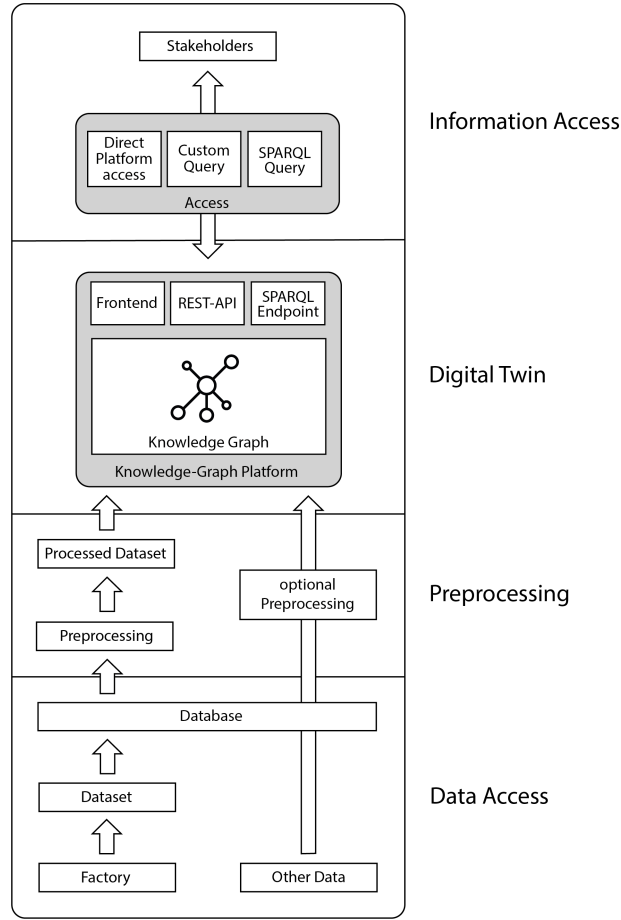 Stakeholders
Information Access
Direct
Platform
access
Custom
Query
SPARQL
Query
Access
Frontend
REST-API
SPARQL
Endpoint
Digital Twin
Knowledge Graph
Knowledge-Graph Platform
Processed Dataset
optional
Preprocessing
Preprocessing
Preprocessing
Database
Dataset
Data Access
Factory
Other Data